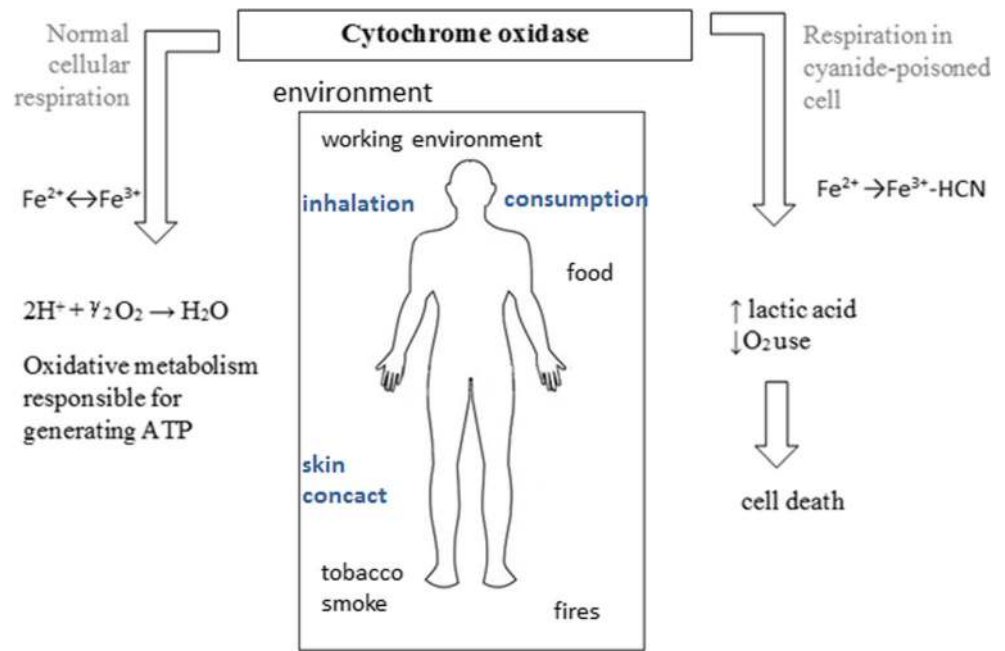 Cytochrome oxidase
Normal
cellular
respiration
Fe²⁺↔Fe³⁺
2H⁺ + ½O₂ → H₂O
Oxidative metabolism
responsible for
generating ATP
environment
working environment
inhalation
consumption
food
skin
concact
tobacco
smoke
fires
Respiration in
cyanide-poisoned
cell
Fe²⁺→Fe³⁺-HCN
↑ lactic acid
↓O₂ use
cell death